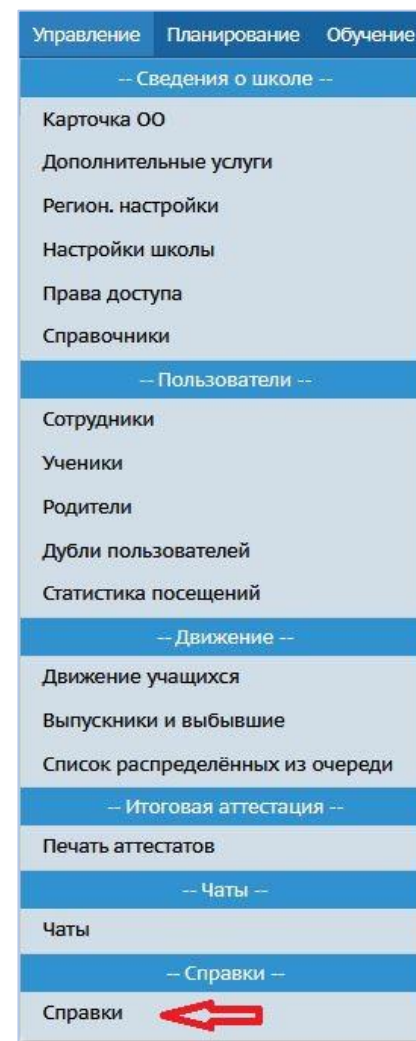 Управление Планирование Обучение
-- Сведения о школе --
Карточка ОО
Дополнительные услуги
Регион. настройки
Настройки школы
Права доступа
Справочники
-- Пользователи --
Сотрудники
Ученики
Родители
Дубли пользователей
Статистика посещений
-- Движение --
Движение учащихся
Выпускники и выбывшие
Список распределённых из очереди
-- Итоговая аттестация --
Печать аттестатов
-- Чаты --
Чаты
-- Справки --
Справки